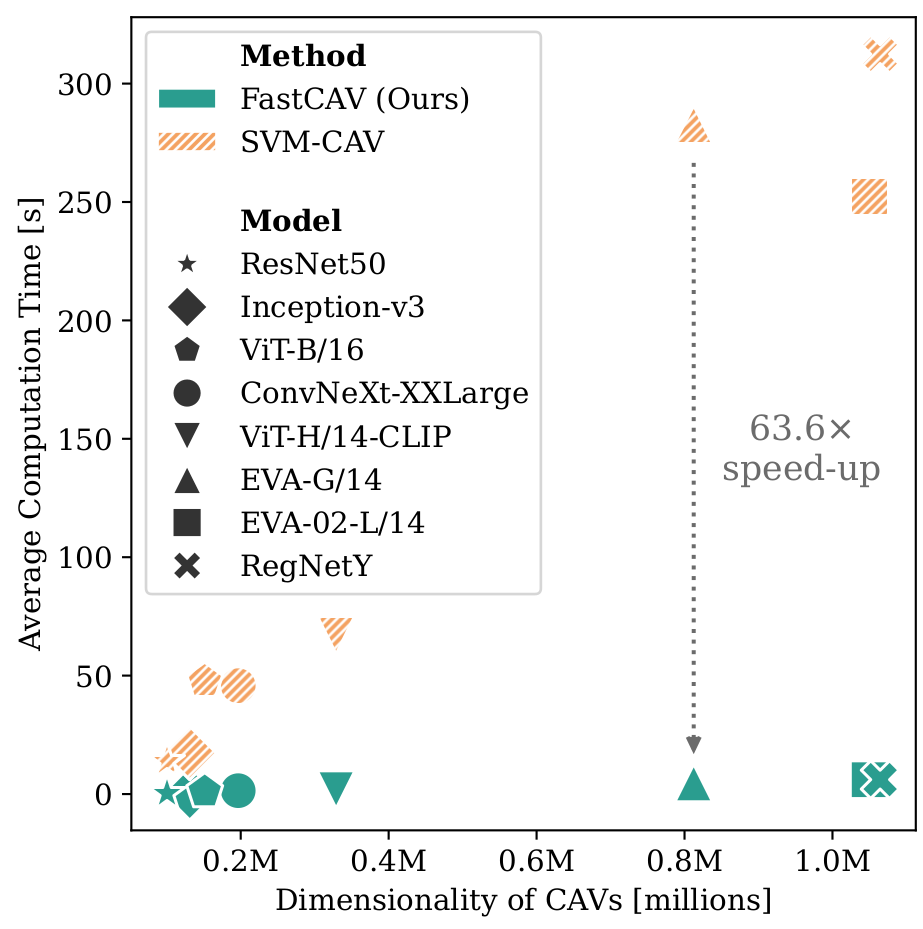 Average Computation Time [s]
300
250
200
150
100
50
0
Method
FastCAV (Ours)
SVM-CAV
Model
ResNet50
Inception-v3
ViT-B/16
ConvNeXt-XXLarge
ViT-H/14-CLIP
EVA-G/14
EVA-02-L/14
RegNetY
63.6×
speed-up
0.2M 0.4M 0.6M 0.8M 1.0M
Dimensionality of CAVs [millions]